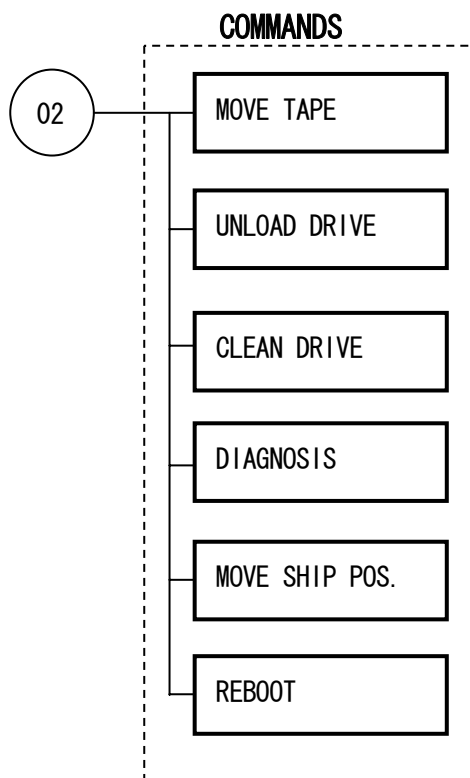 COMMANDS
02
MOVE TAPE
UNLOAD DRIVE
CLEAN DRIVE
DIAGNOSIS
MOVE SHIP POS.
REBOOT